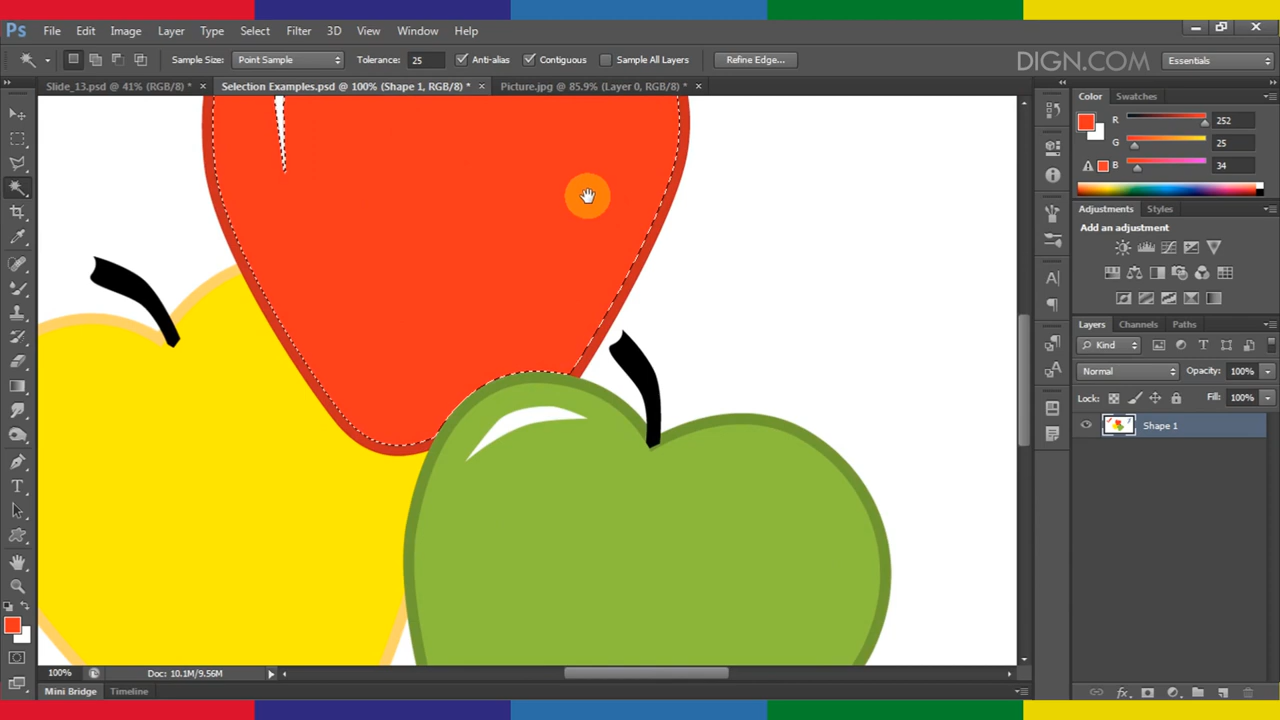 Ps File Edit Image Layer Type Select Filter 3D View Window Help
Sample Size: Point Sample Tolerance: 25 Anti-alias Contiguous Sample All Layers Refine Edge... DIGN.COM Essentials
Slide_13.psd @ 41% (RGB/8) * × Selection Examples.psd @ 100% (Shape 1, RGB/8) * × Picture.jpg @ 85.9% (Layer 0, RGB/8) * ×
Color Swatches
R 252
G 25
B 34
Adjustments Styles
Add an adjustment
Layers Channels Paths
Kind
Normal Opacity: 100%
Lock: Fill: 100%
Shape 1
100% Doc: 10.1M/9.56M
Mini Bridge Timeline